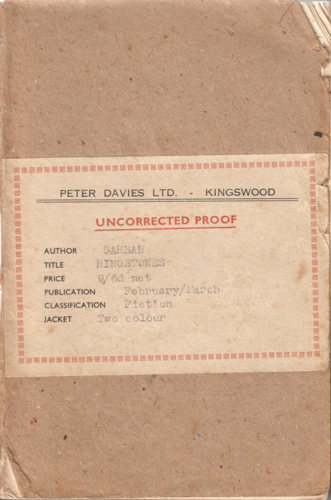 PETER DAVIES LTD. - KINGSWOOD
UNCORRECTED PROOF
AUTHOR SARBAN
TITLE RINGSTONES
PRICE 9/6d net
PUBLICATION February/March
CLASSIFICATION Fiction
JACKET Two colour